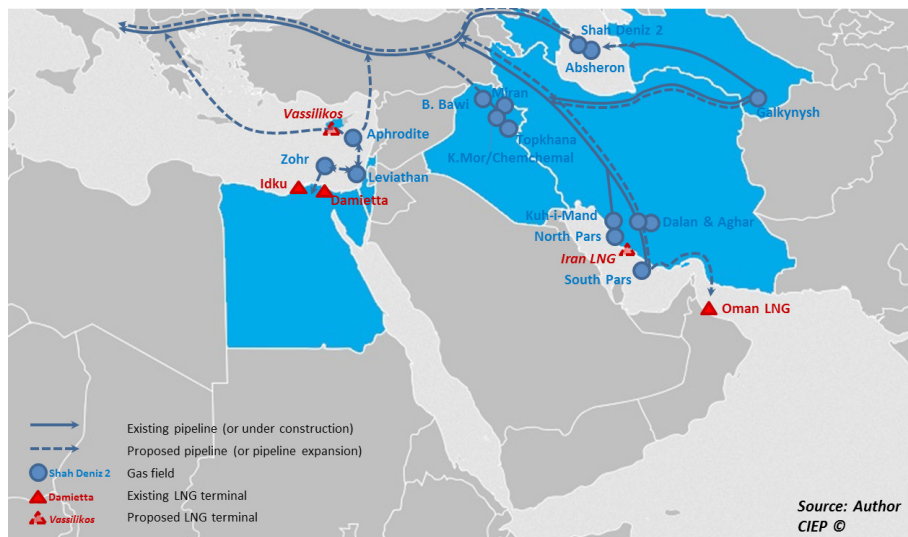 Shah Deniz 2
Absheron
Miran
B. Bawi
Galkynysh
Vassilikos
Aphrodite
Topkhana
K.Mor/Chemchemal
Zohr
Leviathan
Idku
Damietta
Kuh-i-Mand
Dalan & Aghar
North Pars
Iran LNG
South Pars
Oman LNG
Existing pipeline (or under construction)
Proposed pipeline (or pipeline expansion)
Shah Deniz 2 Gas field
Damietta Existing LNG terminal
Vassilikos Proposed LNG terminal
Source: Author
CIEP ©